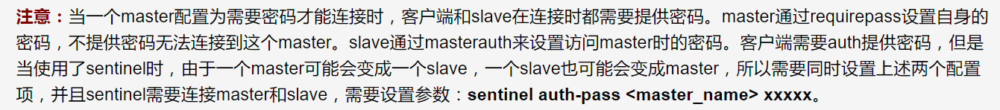 注意：当一个master配置为需要密码才能连接时，客户端和slave在连接时都需要提供密码。master通过requirepass设置自身的
密码，不提供密码无法连接到这个master。slave通过masterauth来设置访问master时的密码。客户端需要auth提供密码，但是
当使用了sentinel时，由于一个master可能会变成一个slave，一个slave也可能会变成master，所以需要同时设置上述两个配置
项，并且sentinel需要连接master和slave，需要设置参数：sentinel auth-pass <master_name> xxxxx。